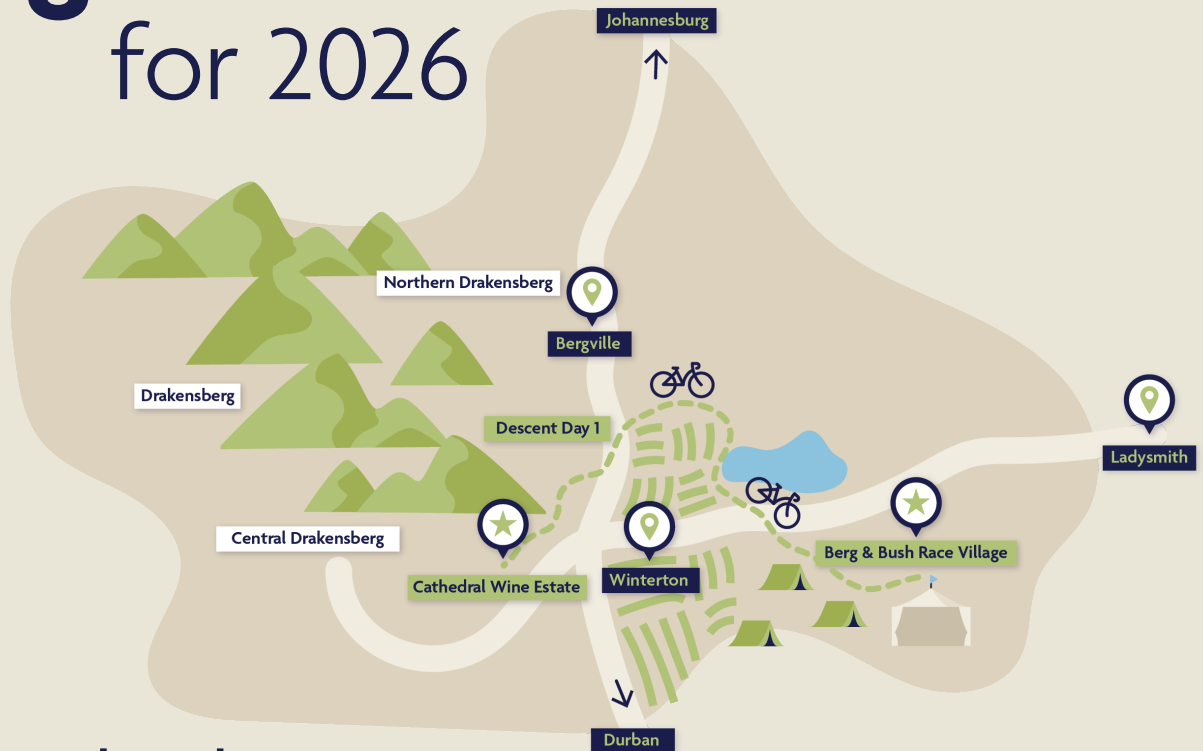 for 2026
Johannesburg
Northern Drakensberg
Bergville
Drakensberg
Descent Day 1
Ladysmith
Central Drakensberg
Berg & Bush Race Village
Cathedral Wine Estate
Winterton
Durban